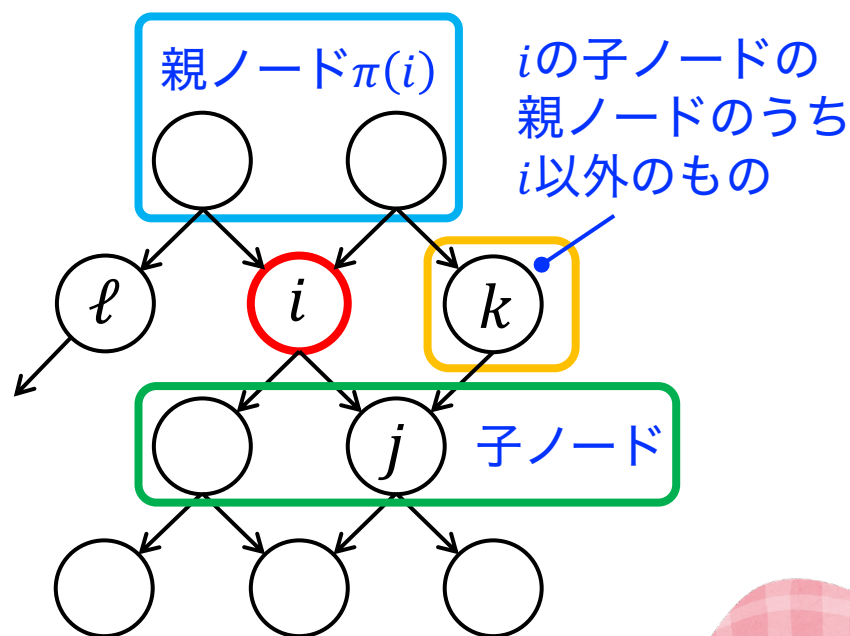 親ノードπ(i)
iの子ノードの
親ノードのうち
i以外のもの
ℓ
i
k
j
子ノード